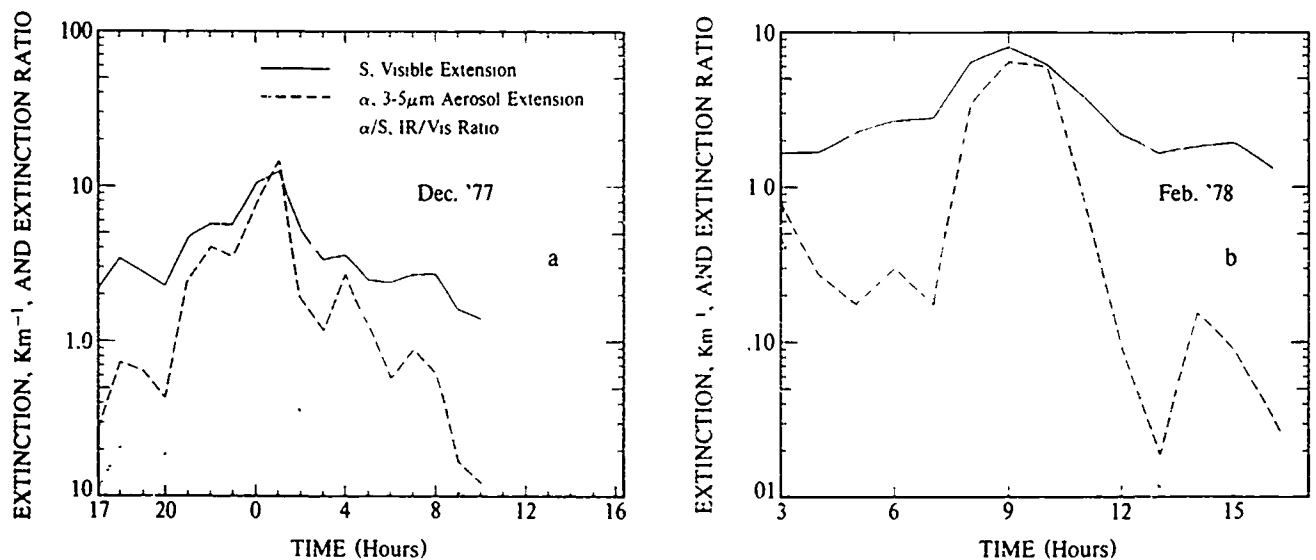 EXTINCTION, Km⁻¹, AND EXTINCTION RATIO
100
10
1.0
10
S, Visible Extension
α, 3-5μm Aerosol Extension
α/S, IR/Vis Ratio
Dec. '77
a
17 20 0 4 8 12 16
TIME (Hours)
EXTINCTION, Km⁻¹, AND EXTINCTION RATIO
10
1 0
.10
01
Feb. '78
b
3 6 9 12 15
TIME (Hours)